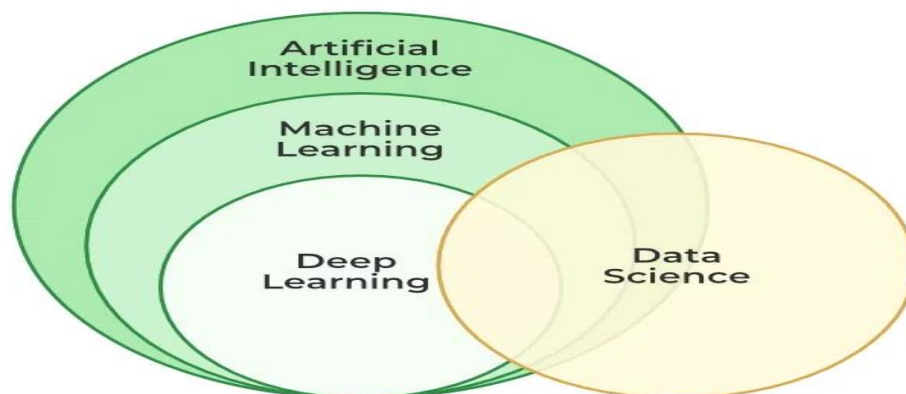 Artificial
Intelligence
Machine
Learning
Deep
Learning
Data
Science